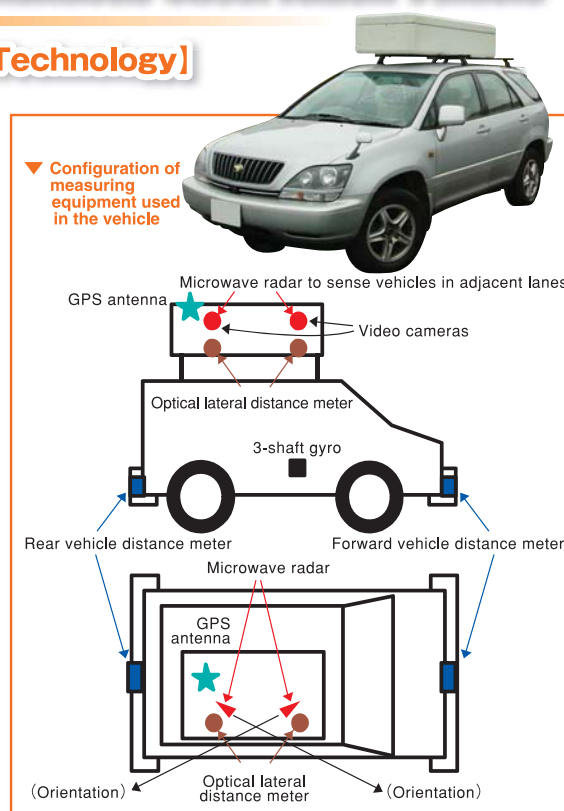 Technology】
▼ Configuration of
measuring
equipment used
in the vehicle
Microwave radar to sense vehicles in adjacent lanes
GPS antenna
Video cameras
Optical lateral distance meter
3-shaft gyro
Rear vehicle distance meter
Forward vehicle distance meter
Microwave radar
GPS
antenna
(Orientation)
Optical lateral
distance meter
(Orientation)